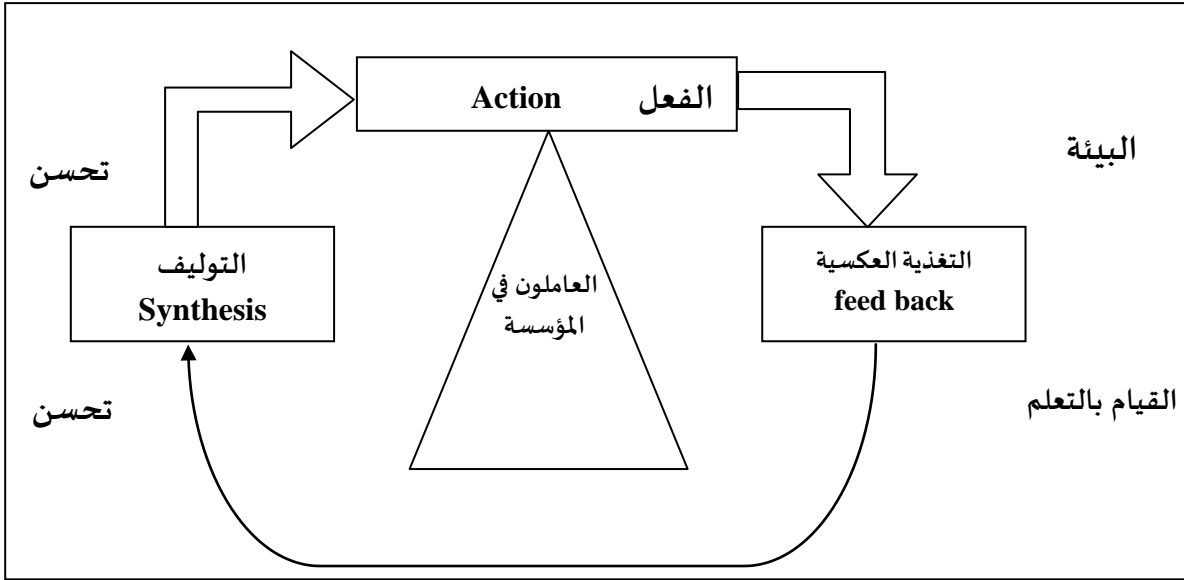 الفعل Action
البيئة
تحسن
التوليف
Synthesis
التغذية العكسية
feed back
العاملون في
المؤسسة
تحسن
القيام بالتعلم